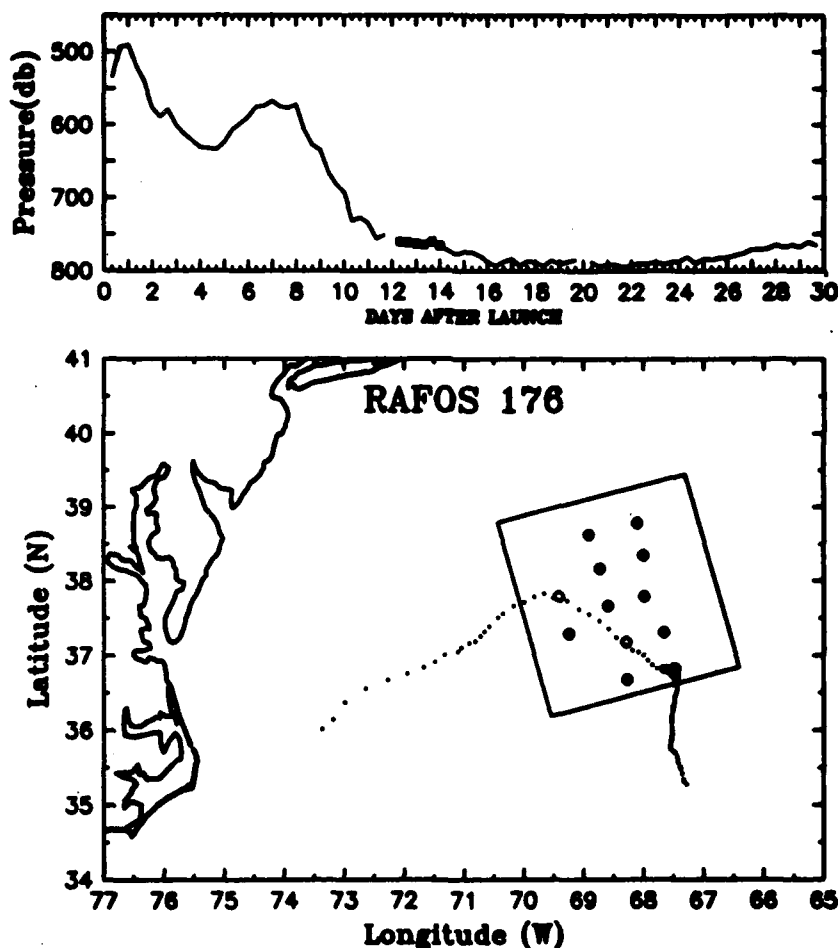 Pressure(db)
500
600
700
800
0 2 4 6 8 10 12 14 16 18 20 22 24 26 28 30
DAYS AFTER LAUNCH
RAFOS 176
Latitude (N)
41
40
39
38
37
36
35
34
77 76 75 74 73 72 71 70 69 68 67 66 65
Longitude (W)